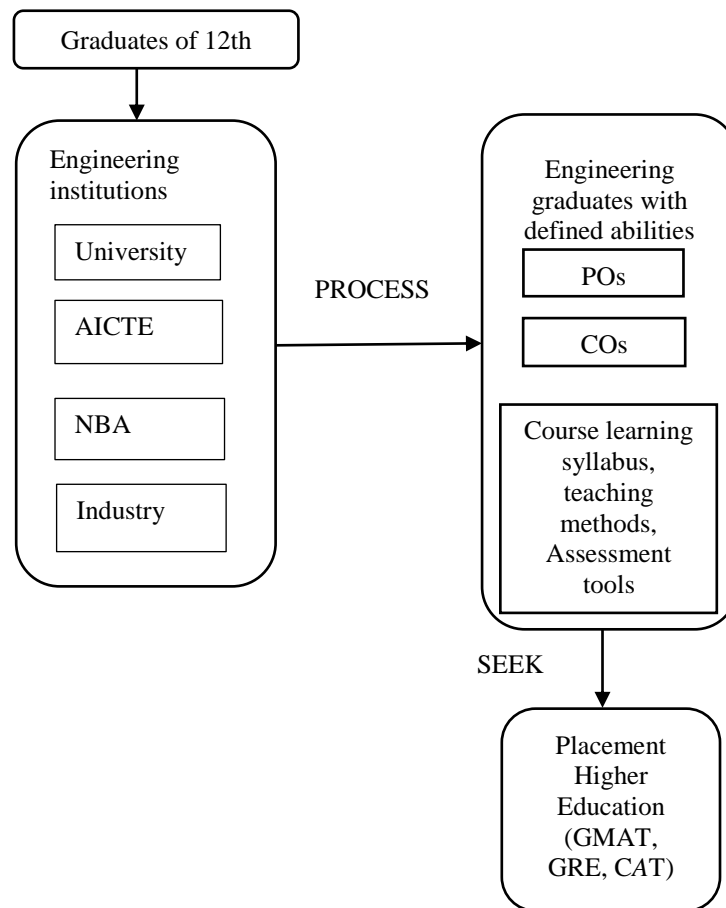 Graduates of 12th
Engineering
institutions
University
AICTE
NBA
Industry
PROCESS
Engineering
graduates with
defined abilities
POs
COs
Course learning
syllabus,
teaching
methods,
Assessment
tools
SEEK
Placement
Higher
Education
(GMAT,
GRE, CAT)